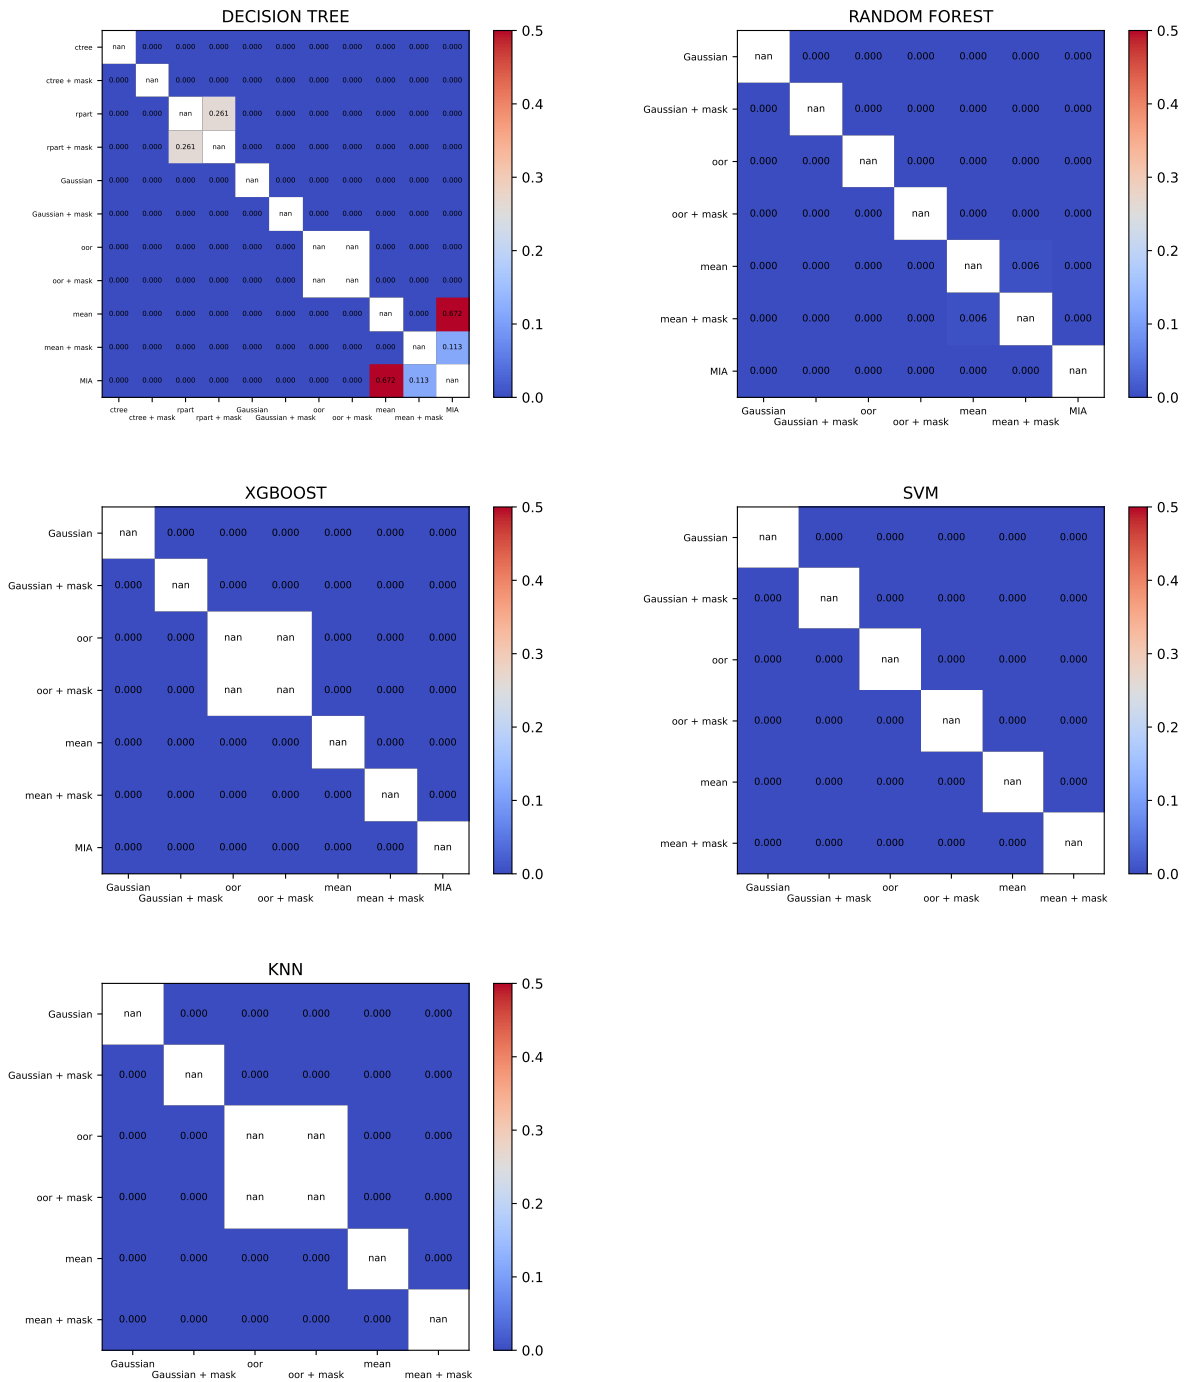 DECISION TREE
ctree nan 0.000 0.000 0.000 0.000 0.000 0.000 0.000 0.000 0.000 0.000
ctree + mask 0.000 nan 0.000 0.000 0.000 0.000 0.000 0.000 0.000 0.000 0.000
rpart 0.000 0.000 nan 0.261 0.000 0.000 0.000 0.000 0.000 0.000 0.000
rpart + mask 0.000 0.000 0.261 nan 0.000 0.000 0.000 0.000 0.000 0.000 0.000
Gaussian 0.000 0.000 0.000 0.000 nan 0.000 0.000 0.000 0.000 0.000 0.000
Gaussian + mask 0.000 0.000 0.000 0.000 0.000 nan 0.000 0.000 0.000 0.000 0.000
oor 0.000 0.000 0.000 0.000 0.000 0.000 nan nan 0.000 0.000 0.000
oor + mask 0.000 0.000 0.000 0.000 0.000 0.000 nan nan 0.000 0.000 0.000
mean 0.000 0.000 0.000 0.000 0.000 0.000 0.000 0.000 nan 0.000 0.672
mean + mask 0.000 0.000 0.000 0.000 0.000 0.000 0.000 0.000 0.000 nan 0.113
MIA 0.000 0.000 0.000 0.000 0.000 0.000 0.000 0.000 0.672 0.113 nan
ctree rpart Gaussian oor mean MIA
ctree + mask rpart + mask Gaussian + mask oor + mask mean + mask
0.5
0.4
0.3
0.2
0.1
0.0
RANDOM FOREST
Gaussian nan 0.000 0.000 0.000 0.000 0.000 0.000
Gaussian + mask 0.000 nan 0.000 0.000 0.000 0.000 0.000
oor 0.000 0.000 nan 0.000 0.000 0.000 0.000
oor + mask 0.000 0.000 0.000 nan 0.000 0.000 0.000
mean 0.000 0.000 0.000 0.000 nan 0.006 0.000
mean + mask 0.000 0.000 0.000 0.000 0.006 nan 0.000
MIA 0.000 0.000 0.000 0.000 0.000 0.000 nan
Gaussian oor mean MIA
Gaussian + mask oor + mask mean + mask
0.5
0.4
0.3
0.2
0.1
0.0
XGBOOST
Gaussian nan 0.000 0.000 0.000 0.000 0.000 0.000
Gaussian + mask 0.000 nan 0.000 0.000 0.000 0.000 0.000
oor 0.000 0.000 nan nan 0.000 0.000 0.000
oor + mask 0.000 0.000 nan nan 0.000 0.000 0.000
mean 0.000 0.000 0.000 0.000 nan 0.000 0.000
mean + mask 0.000 0.000 0.000 0.000 0.000 nan 0.000
MIA 0.000 0.000 0.000 0.000 0.000 0.000 nan
Gaussian oor mean MIA
Gaussian + mask oor + mask mean + mask
0.5
0.4
0.3
0.2
0.1
0.0
SVM
Gaussian nan 0.000 0.000 0.000 0.000 0.000
Gaussian + mask 0.000 nan 0.000 0.000 0.000 0.000
oor 0.000 0.000 nan 0.000 0.000 0.000
oor + mask 0.000 0.000 0.000 nan 0.000 0.000
mean 0.000 0.000 0.000 0.000 nan 0.000
mean + mask 0.000 0.000 0.000 0.000 0.000 nan
Gaussian oor mean
Gaussian + mask oor + mask mean + mask
0.5
0.4
0.3
0.2
0.1
0.0
KNN
Gaussian nan 0.000 0.000 0.000 0.000 0.000
Gaussian + mask 0.000 nan 0.000 0.000 0.000 0.000
oor 0.000 0.000 nan nan 0.000 0.000
oor + mask 0.000 0.000 nan nan 0.000 0.000
mean 0.000 0.000 0.000 0.000 nan 0.000
mean + mask 0.000 0.000 0.000 0.000 0.000 nan
Gaussian oor mean
Gaussian + mask oor + mask mean + mask
0.5
0.4
0.3
0.2
0.1
0.0